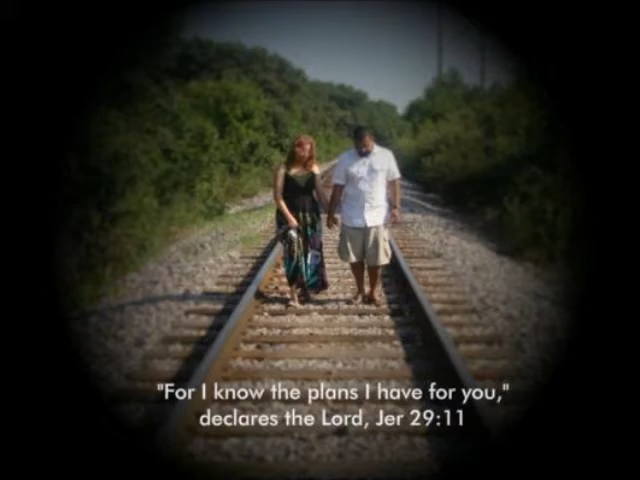 "For I know the plans I have for you,"
declares the Lord, Jer 29:11